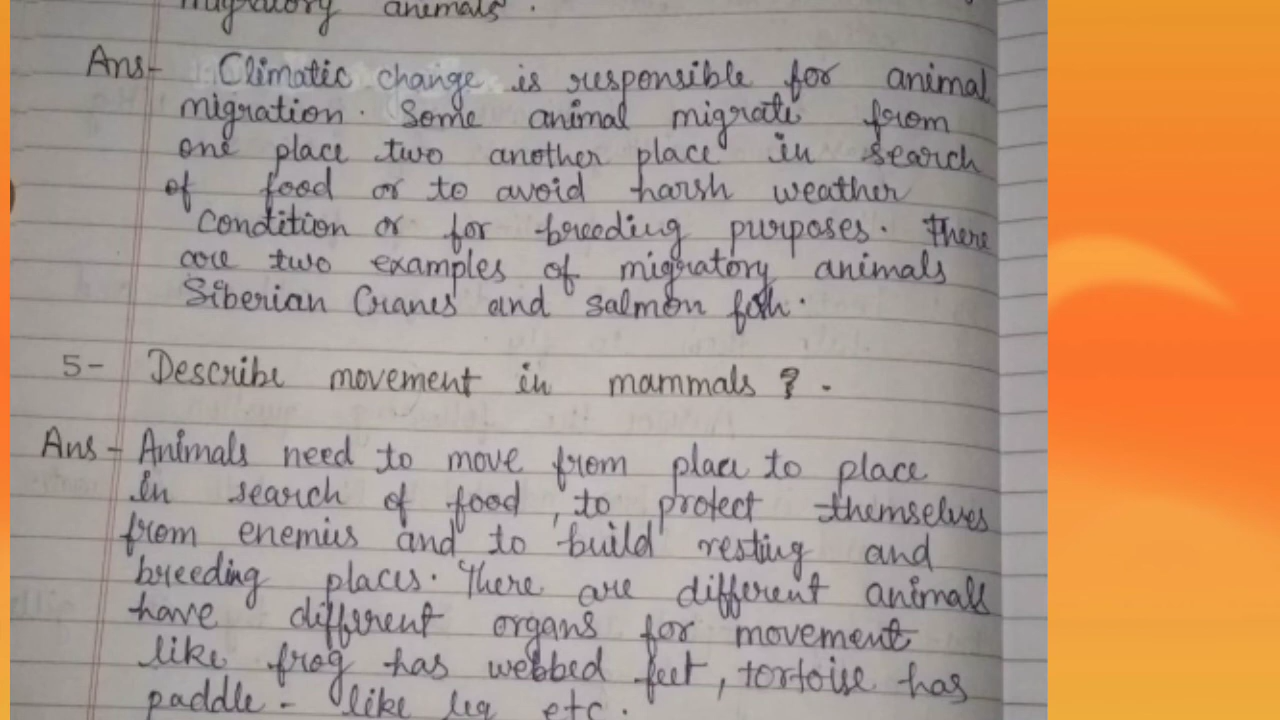 migratory animals.
Ans- Climatic change is responsible for animal
migration. Some animal migrate from
one place two another place in search
of food or to avoid harsh weather
condition or for breeding purposes. There
are two examples of migratory animals
Siberian Cranes and salmon fish.
5- Describe movement in mammals ? .
Ans- Animals need to move from place to place
in search of food, to protect themselves
from enemies and to build resting and
breeding places. There are different animals
have different organs for movement
like frog has webbed feet, tortoise has
paddle - like leg etc.